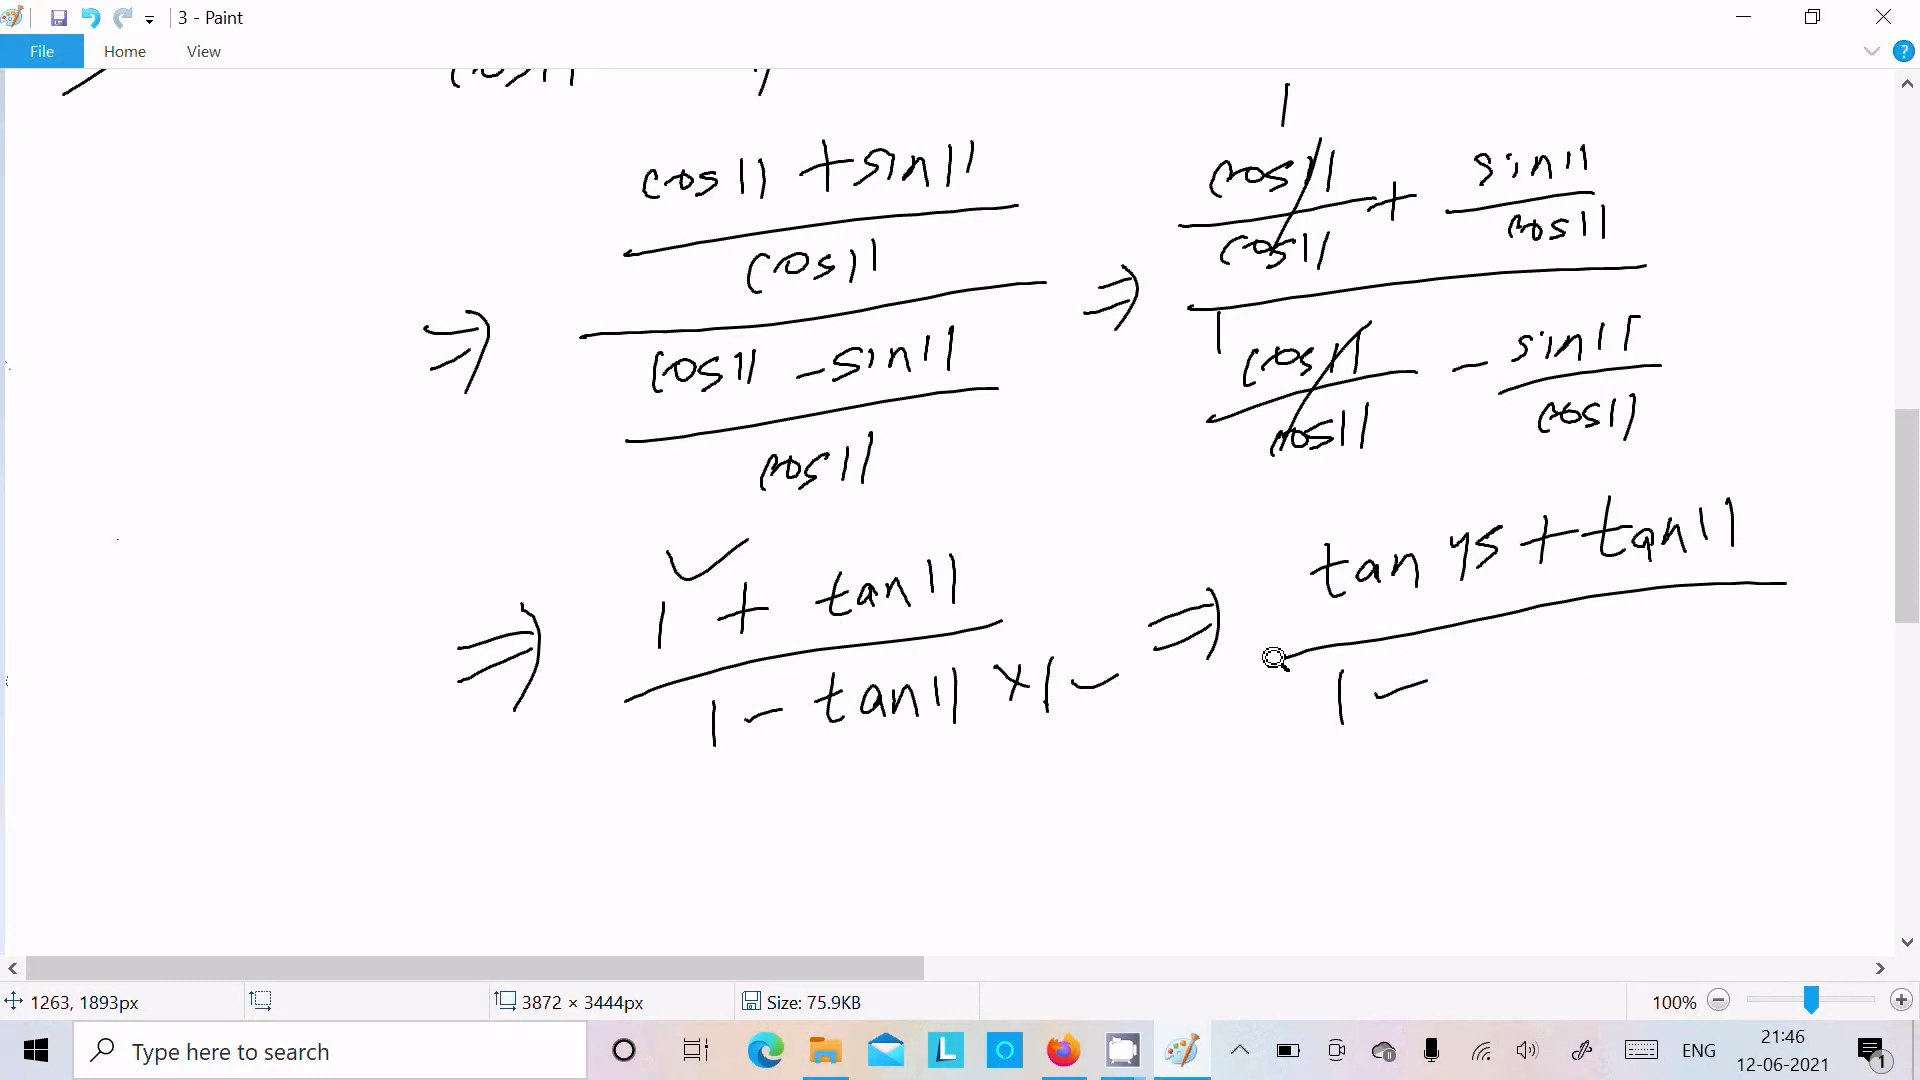 3 - Paint
File Home View
cos11
cos11 + sin11
cos11
cos11 - sin11
cos11
⇒
1
cos11 + sin11
cos11 cos11
1
cos11 - sin11
cos11 cos11
⇒
1 + tan11
1 - tan11 × 1
⇒
tan 45 + tan11
1 -
⇒
1263, 1893px
3872 × 3444px
Size: 75.9KB
100%
Type here to search
ENG
21:46
12-06-2021
1